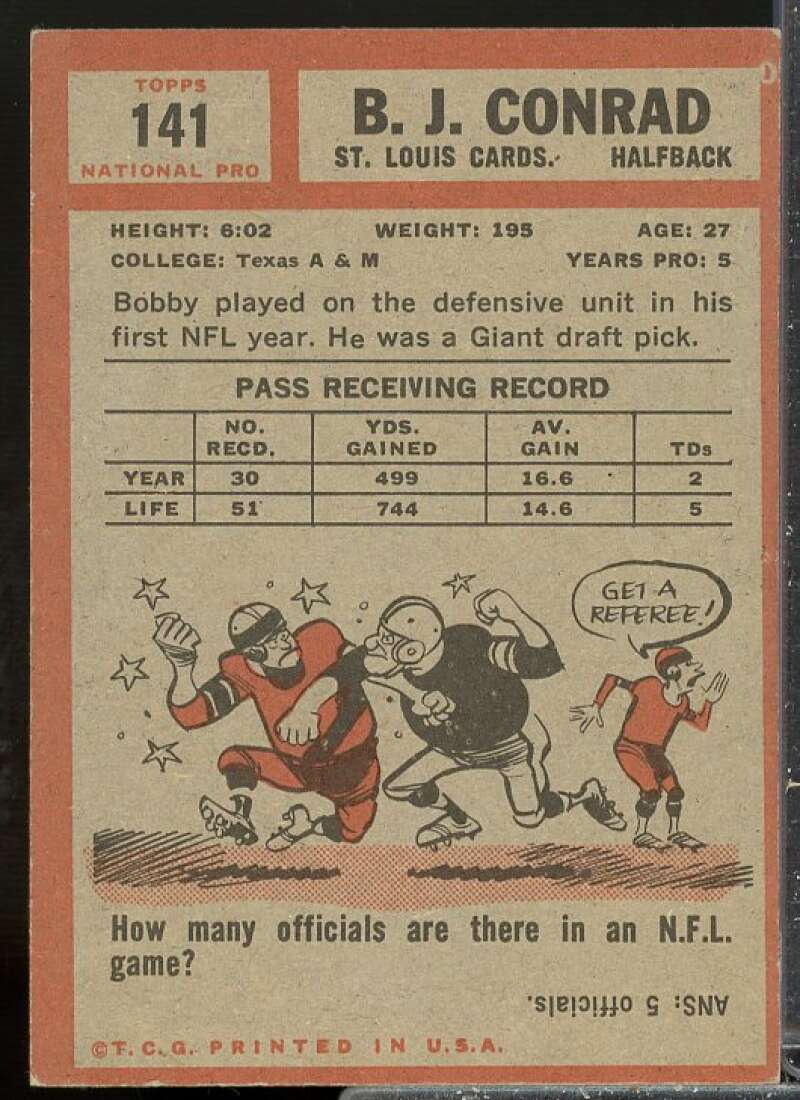 TOPPS
141
NATIONAL PRO
B. J. CONRAD
ST. LOUIS CARDS. HALFBACK
HEIGHT: 6:02 WEIGHT: 195 AGE: 27
COLLEGE: Texas A & M YEARS PRO: 5
Bobby played on the defensive unit in his
first NFL year. He was a Giant draft pick.
PASS RECEIVING RECORD
NO. RECD. YDS. GAINED AV. GAIN TDs
YEAR 30 499 16.6 2
LIFE 51 744 14.6 5
GET A
REFEREE!
How many officials are there in an N.F.L.
game?
ANS: 5 officials.
©T.C.G. PRINTED IN U.S.A.